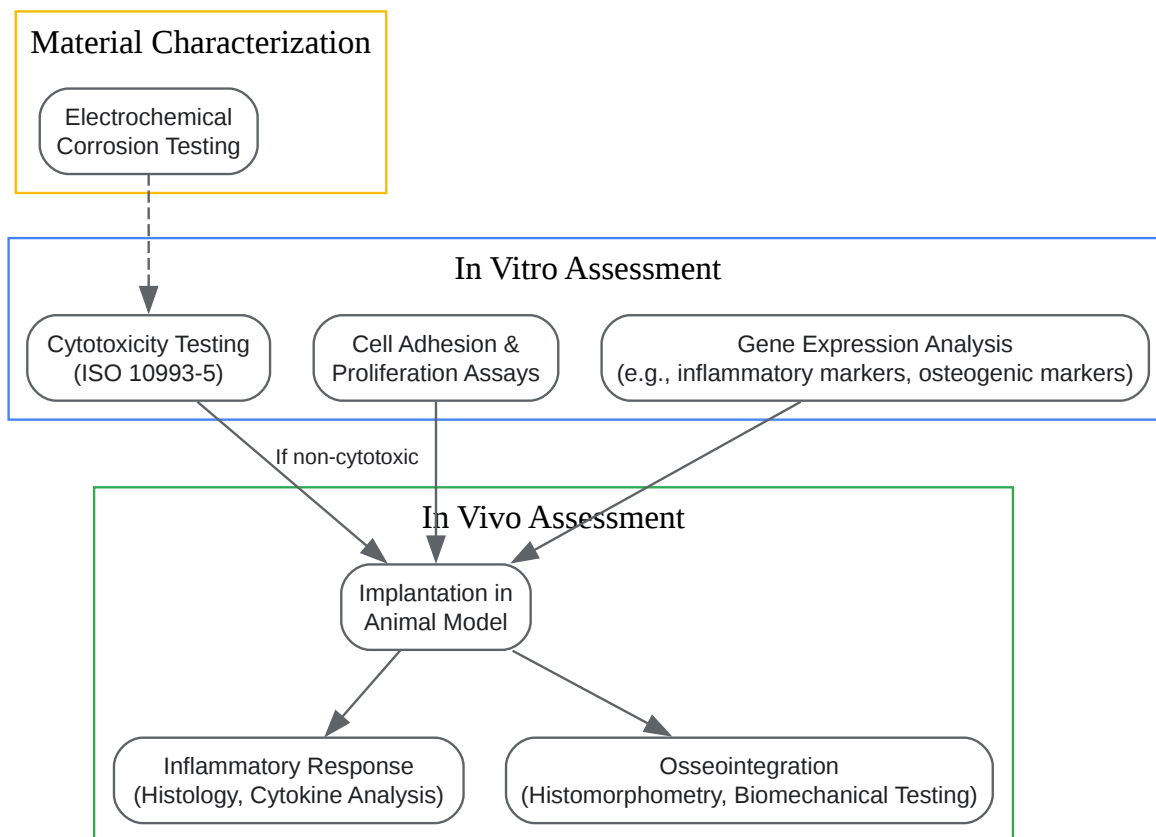 Material Characterization
Electrochemical
Corrosion Testing
In Vitro Assessment
Cytotoxicity Testing
(ISO 10993-5)
Cell Adhesion &
Proliferation Assays
Gene Expression Analysis
(e.g., inflammatory markers, osteogenic markers)
If non-cytotoxic
In Vivo Assessment
Implantation in
Animal Model
Inflammatory Response
(Histology, Cytokine Analysis)
Osseointegration
(Histomorphometry, Biomechanical Testing)